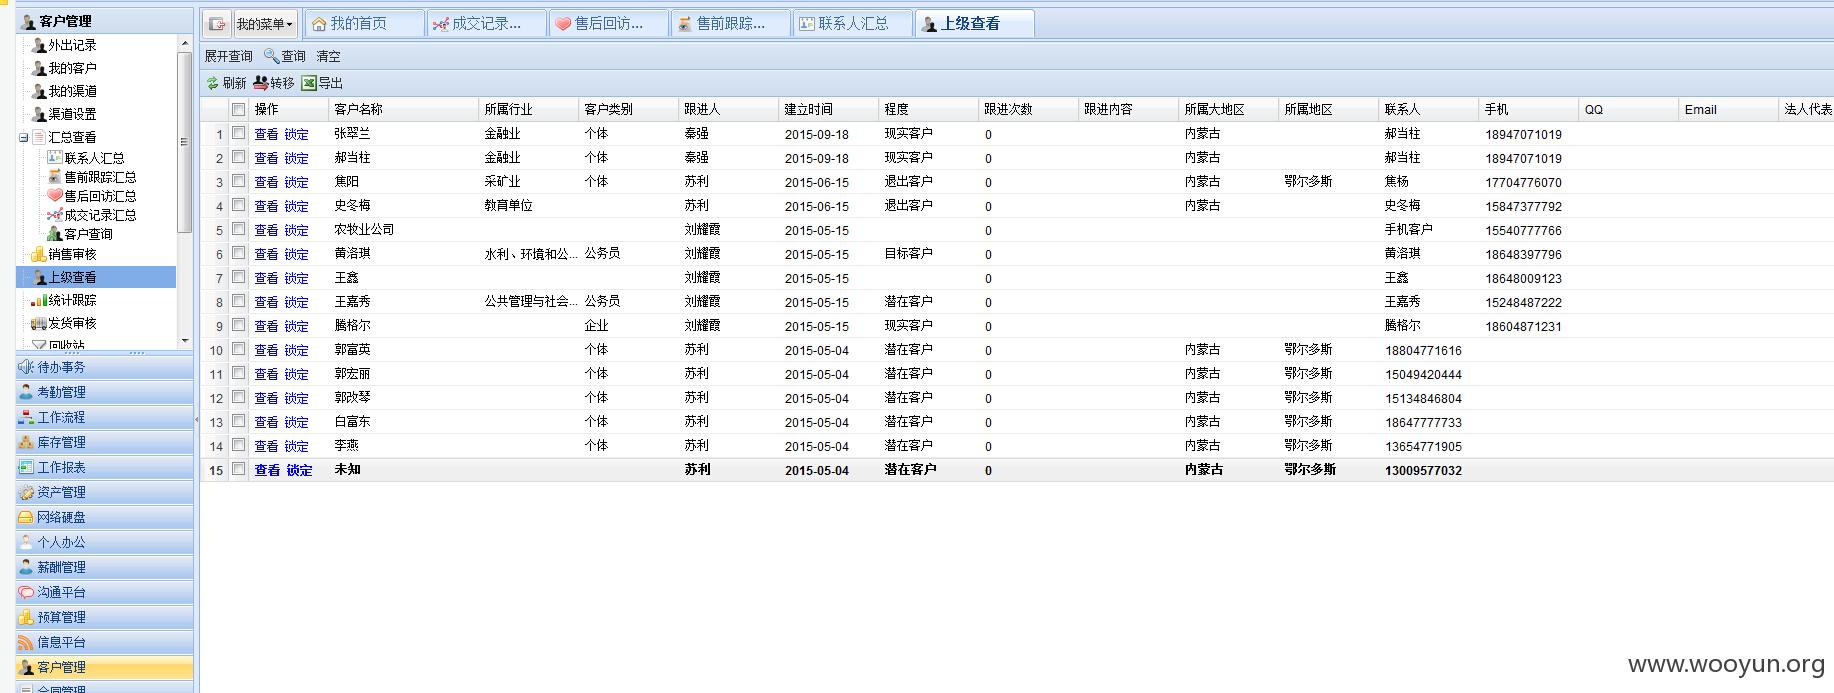 客户管理
外出记录
我的客户
我的渠道
渠道设置
汇总查看
联系人汇总
售前跟踪汇总
售后回访汇总
成交记录汇总
客户查询
销售审核
上级查看
统计跟踪
发货审核
回收站
待办事务
考勤管理
工作流程
库存管理
工作报表
资产管理
网络硬盘
个人办公
薪酬管理
沟通平台
预算管理
信息平台
客户管理
合同管理
我的菜单 我的首页 成交记录... 售后回访... 售前跟踪... 联系人汇总 上级查看
展开查询 查询 清空
刷新 转移 导出
操作 客户名称 所属行业 客户类别 跟进人 建立时间 程度 跟进次数 跟进内容 所属大地区 所属地区 联系人 手机 QQ Email 法人代表
1 查看 锁定 张翠兰 金融业 个体 秦强 2015-09-18 现实客户 0 内蒙古 郝当柱 18947071019
2 查看 锁定 郝当柱 金融业 个体 秦强 2015-09-18 现实客户 0 内蒙古 郝当柱 18947071019
3 查看 锁定 焦阳 采矿业 个体 苏利 2015-06-15 退出客户 0 内蒙古 鄂尔多斯 焦杨 17704776070
4 查看 锁定 史冬梅 教育单位 苏利 2015-06-15 退出客户 0 内蒙古 史冬梅 15847377792
5 查看 锁定 农牧业公司 刘耀霞 2015-05-15 0 手机客户 15540777766
6 查看 锁定 黄洛琪 水利、环境和公... 公务员 刘耀霞 2015-05-15 目标客户 0 黄洛琪 18648397796
7 查看 锁定 王鑫 刘耀霞 2015-05-15 0 王鑫 18648009123
8 查看 锁定 王嘉秀 公共管理与社会... 公务员 刘耀霞 2015-05-15 潜在客户 0 王嘉秀 15248487222
9 查看 锁定 腾格尔 企业 刘耀霞 2015-05-15 现实客户 0 腾格尔 18604871231
10 查看 锁定 郭富英 个体 苏利 2015-05-04 潜在客户 0 内蒙古 鄂尔多斯 18804771616
11 查看 锁定 郭宏丽 个体 苏利 2015-05-04 潜在客户 0 内蒙古 鄂尔多斯 15049420444
12 查看 锁定 郭改琴 个体 苏利 2015-05-04 潜在客户 0 内蒙古 鄂尔多斯 15134846804
13 查看 锁定 白富东 个体 苏利 2015-05-04 潜在客户 0 内蒙古 鄂尔多斯 18647777733
14 查看 锁定 李燕 个体 苏利 2015-05-04 潜在客户 0 内蒙古 鄂尔多斯 13654771905
15 查看 锁定 未知 苏利 2015-05-04 潜在客户 0 内蒙古 鄂尔多斯 13009577032
www.wooyun.org